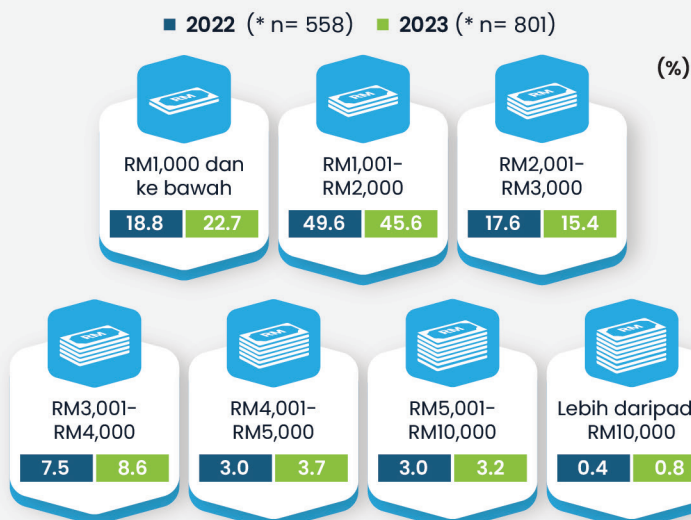 2022 (* n= 558) 2023 (* n= 801)
(%)
RM
RM
RM
RM1,000 dan
ke bawah
RM1,001-
RM2,000
RM2,001-
RM3,000
18.8 22.7
49.6 45.6
17.6 15.4
RM
RM
RM
RM
RM3,001-
RM4,000
RM4,001-
RM5,000
RM5,001-
RM10,000
Lebih daripad
RM10,000
7.5 8.6
3.0 3.7
3.0 3.2
0.4 0.8